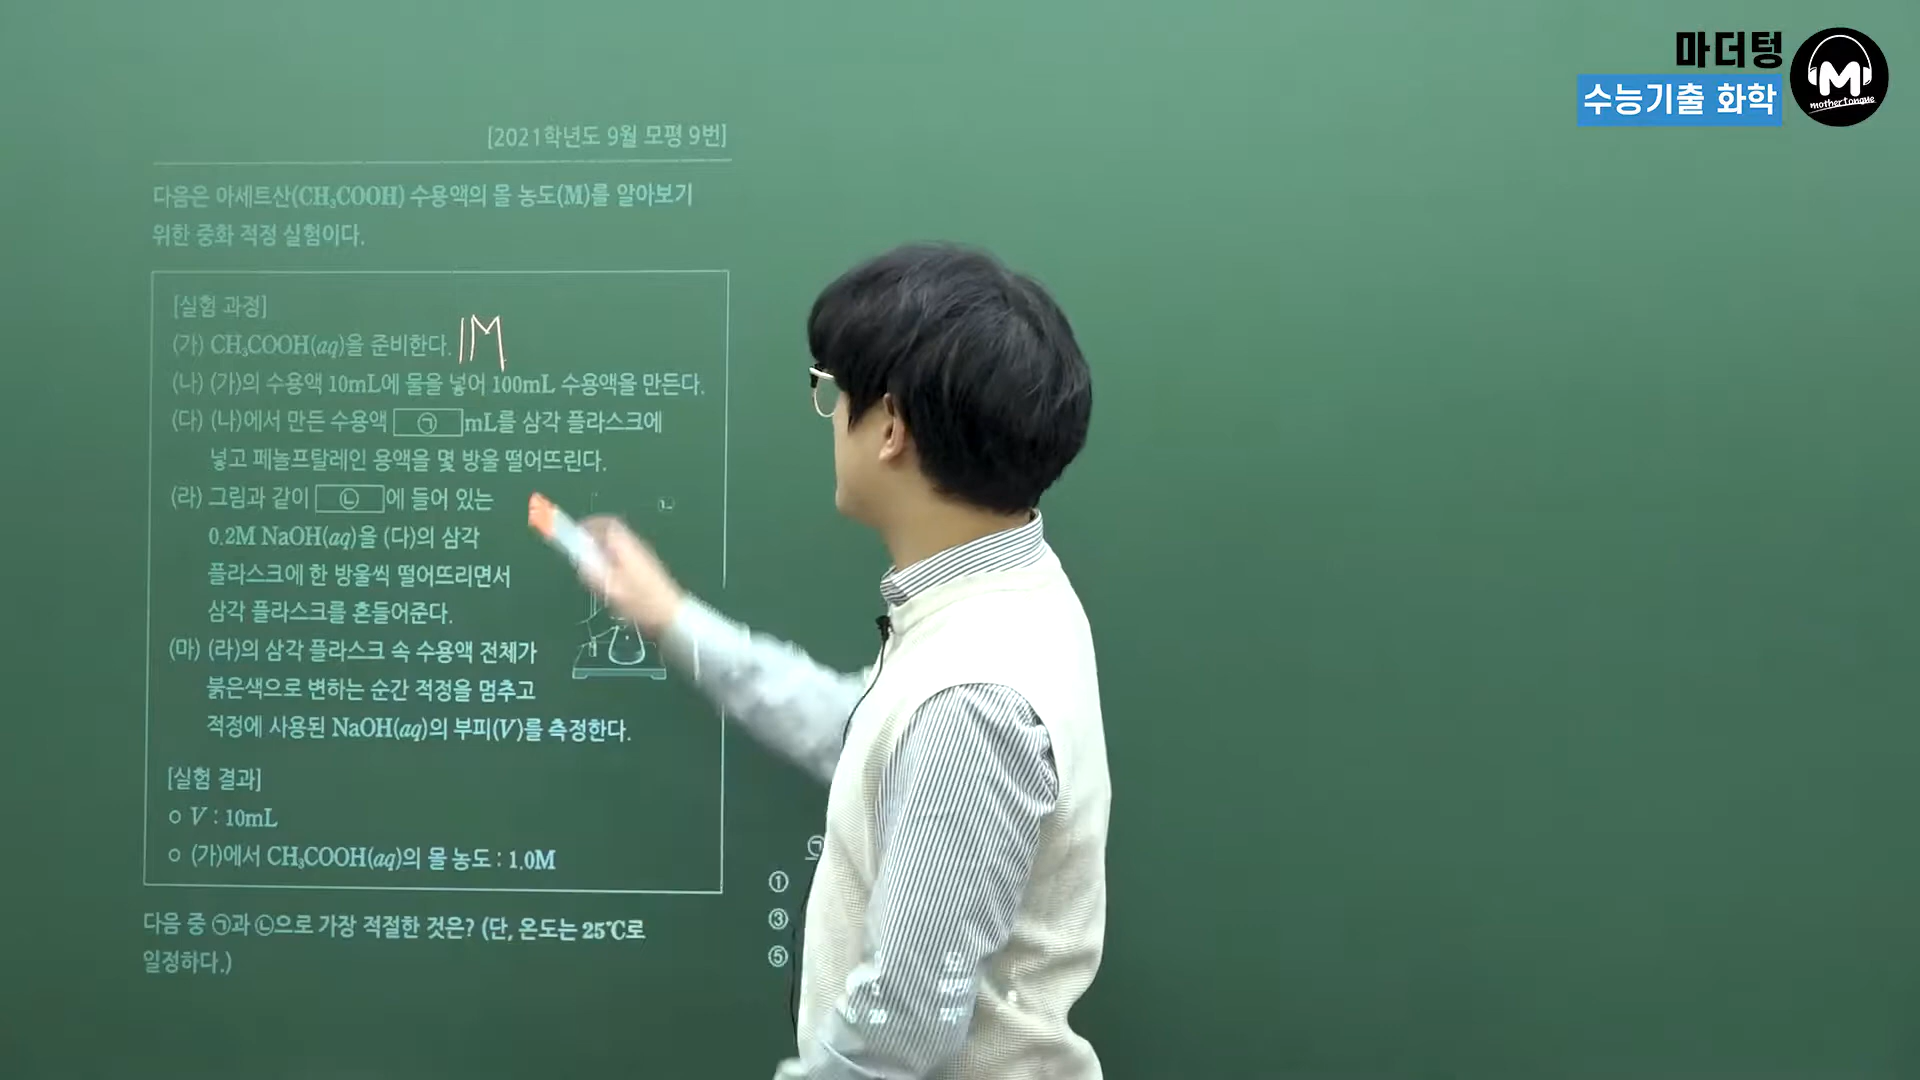 마더텅
수능기출 화학
M
mothertongue
[2021학년도 9월 모평 9번]
다음은 아세트산(CH₃COOH) 수용액의 몰 농도(M)를 알아보기
위한 중화 적정 실험이다.
[실험 과정]
(가) CH₃COOH(aq)을 준비한다. 1M
(나) (가)의 수용액 10mL에 물을 넣어 100mL 수용액을 만든다.
(다) (나)에서 만든 수용액 ㉠ mL를 삼각 플라스크에
넣고 페놀프탈레인 용액을 몇 방울 떨어뜨린다.
(라) 그림과 같이 ㉡ 에 들어 있는
0.2M NaOH(aq)을 (다)의 삼각
플라스크에 한 방울씩 떨어뜨리면서
삼각 플라스크를 흔들어준다.
(마) (라)의 삼각 플라스크 속 수용액 전체가
붉은색으로 변하는 순간 적정을 멈추고
적정에 사용된 NaOH(aq)의 부피(V)를 측정한다.
㉡
[실험 결과]
○ V : 10mL
○ (가)에서 CH₃COOH(aq)의 몰 농도 : 1.0M
다음 중 ㉠과 ㉡으로 가장 적절한 것은? (단, 온도는 25℃로
일정하다.)
㉠
①
③
⑤ 20